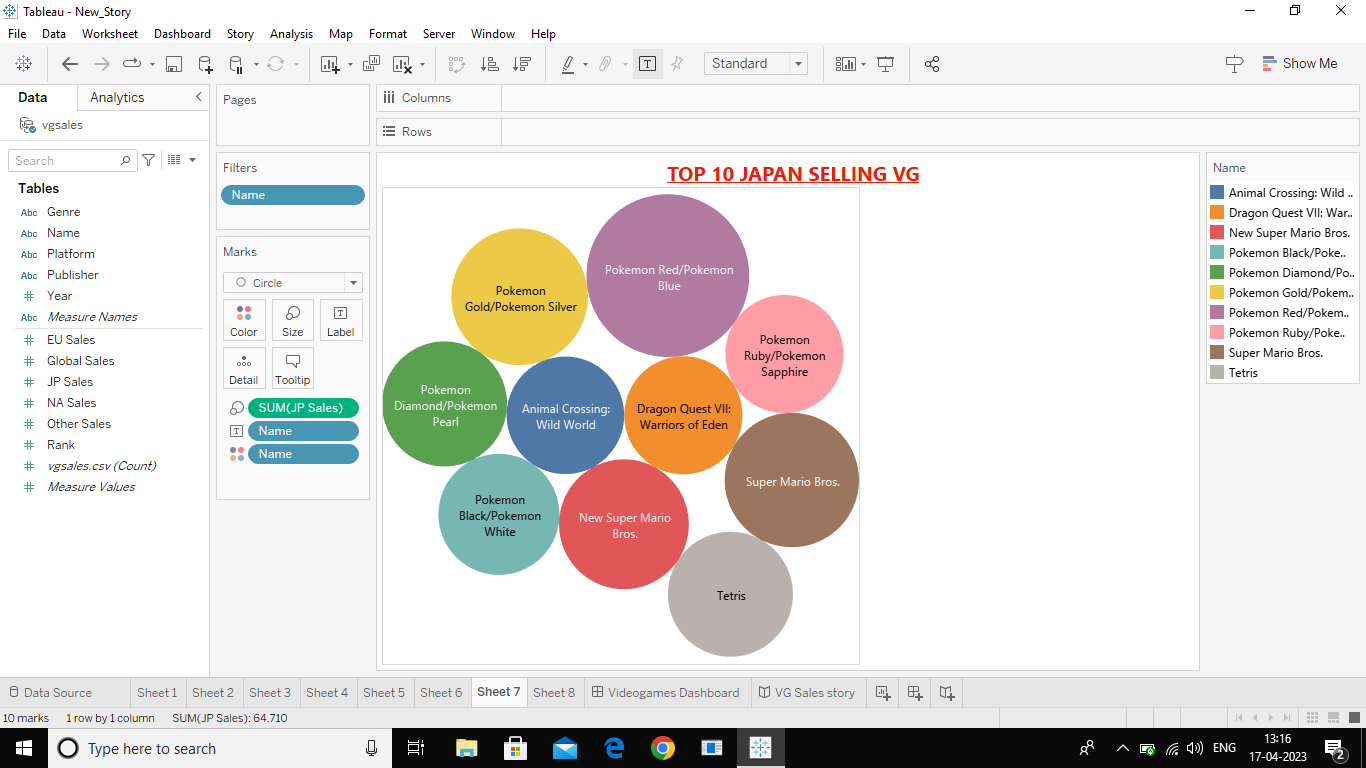 Tableau - New_Story
File Data Worksheet Dashboard Story Analysis Map Format Server Window Help
Standard
Show Me
Data Analytics
vgsales
Search
Tables
Abc Genre
Abc Name
Abc Platform
Abc Publisher
# Year
Abc Measure Names
# EU Sales
# Global Sales
# JP Sales
# NA Sales
# Other Sales
# Rank
# vgsales.csv (Count)
# Measure Values
Pages
Filters
Name
Marks
Circle
Color Size Label
Detail Tooltip
SUM(JP Sales)
Name
Name
Columns
Rows
TOP 10 JAPAN SELLING VG
Pokemon Red/Pokemon
Blue
Pokemon
Gold/Pokemon Silver
Pokemon
Ruby/Pokemon
Sapphire
Pokemon
Diamond/Pokemon
Pearl
Animal Crossing:
Wild World
Dragon Quest VII:
Warriors of Eden
Super Mario Bros.
Pokemon
Black/Pokemon
White
New Super Mario
Bros.
Tetris
Name
Animal Crossing: Wild ..
Dragon Quest VII: War..
New Super Mario Bros.
Pokemon Black/Poke..
Pokemon Diamond/Po..
Pokemon Gold/Pokem..
Pokemon Red/Pokem..
Pokemon Ruby/Poke..
Super Mario Bros.
Tetris
Data Source Sheet 1 Sheet 2 Sheet 3 Sheet 4 Sheet 5 Sheet 6 Sheet 7 Sheet 8 Videogames Dashboard VG Sales story
10 marks 1 row by 1 column SUM(JP Sales): 64.710
Type here to search
ENG
13:16
17-04-2023
2